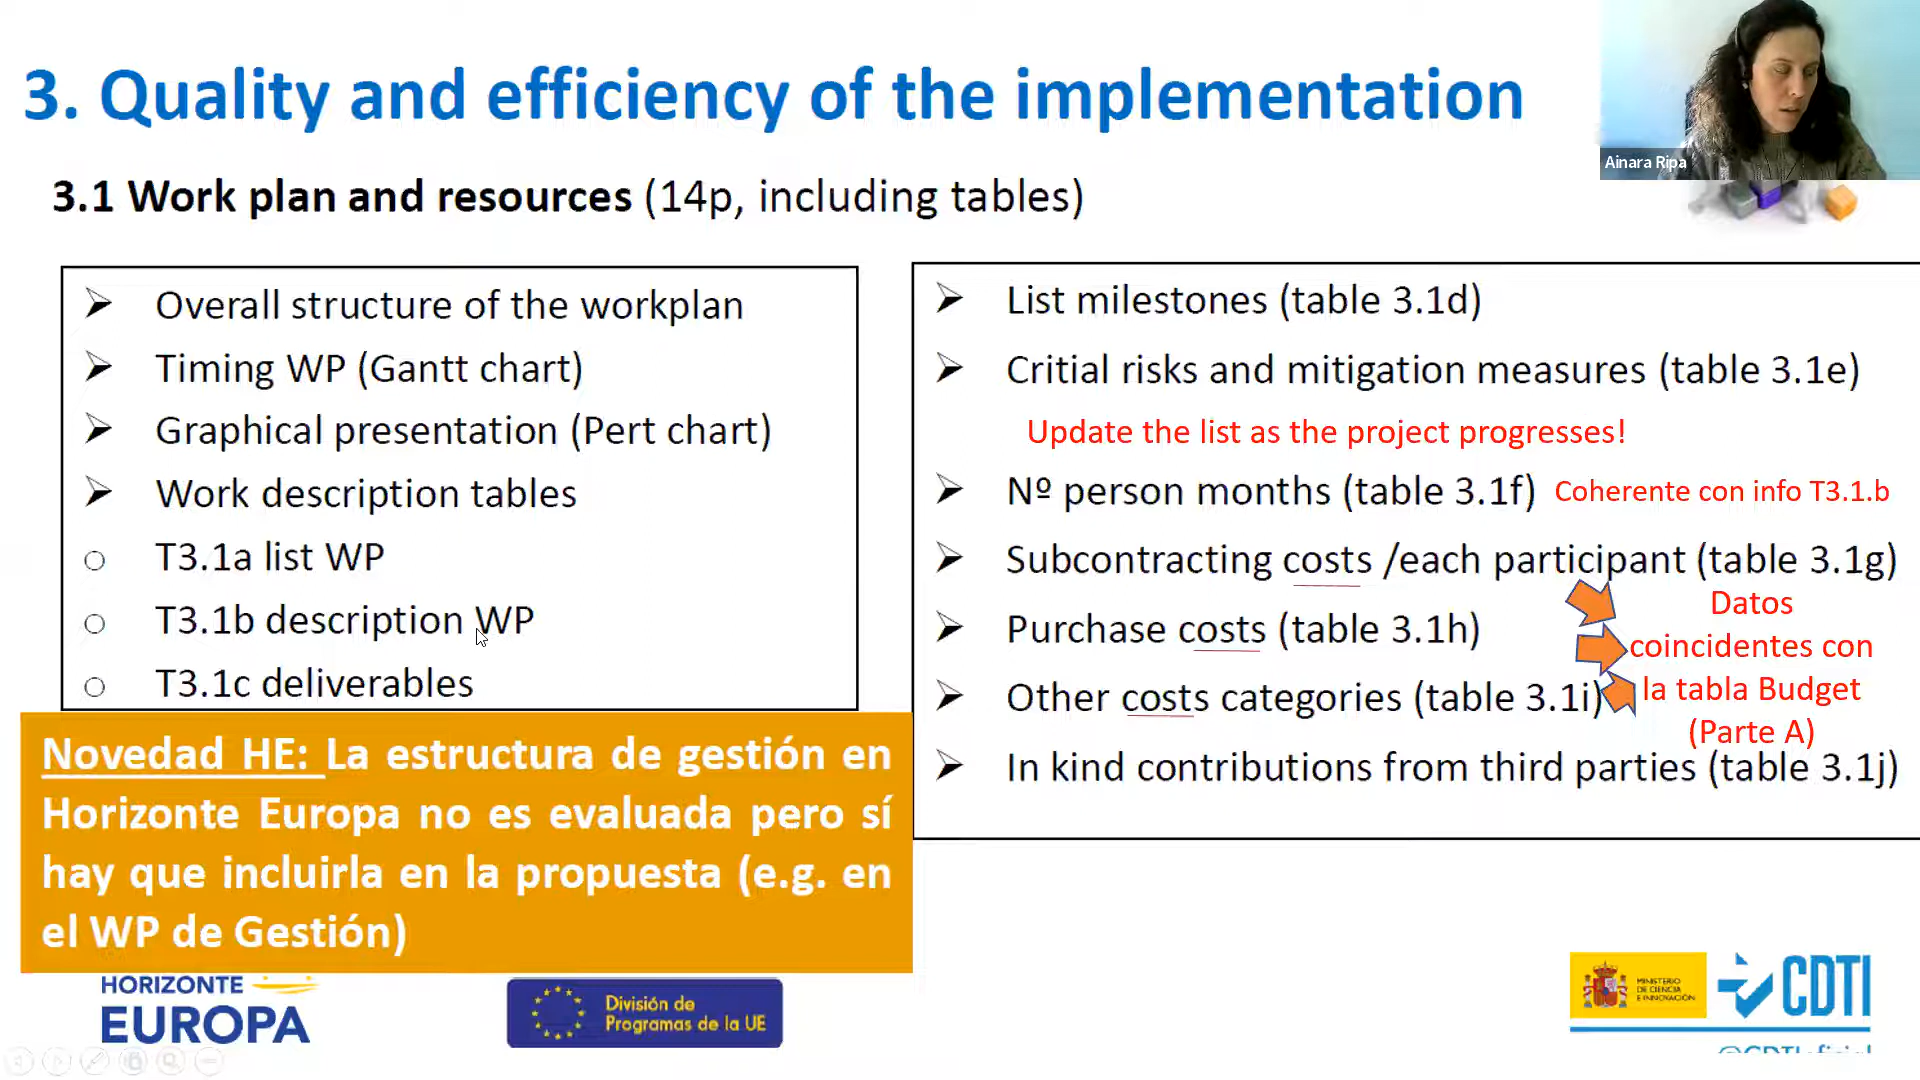 3. Quality and efficiency of the implementation
Ainara Ripa
3.1 Work plan and resources (14p, including tables)
Overall structure of the workplan
Timing WP (Gantt chart)
Graphical presentation (Pert chart)
Work description tables
T3.1a list WP
T3.1b description WP
T3.1c deliverables
List milestones (table 3.1d)
Critial risks and mitigation measures (table 3.1e)
Update the list as the project progresses!
Nº person months (table 3.1f) Coherente con info T3.1.b
Subcontracting costs /each participant (table 3.1g)
Purchase costs (table 3.1h)
Other costs categories (table 3.1i)
Datos
coincidentes con
la tabla Budget
(Parte A)
In kind contributions from third parties (table 3.1j)
Novedad HE: La estructura de gestión en
Horizonte Europa no es evaluada pero sí
hay que incluirla en la propuesta (e.g. en
el WP de Gestión)
HORIZONTE
EUROPA
División de
Programas de la UE
MINISTERIO
DE CIENCIA
E INNOVACIÓN
CDTI